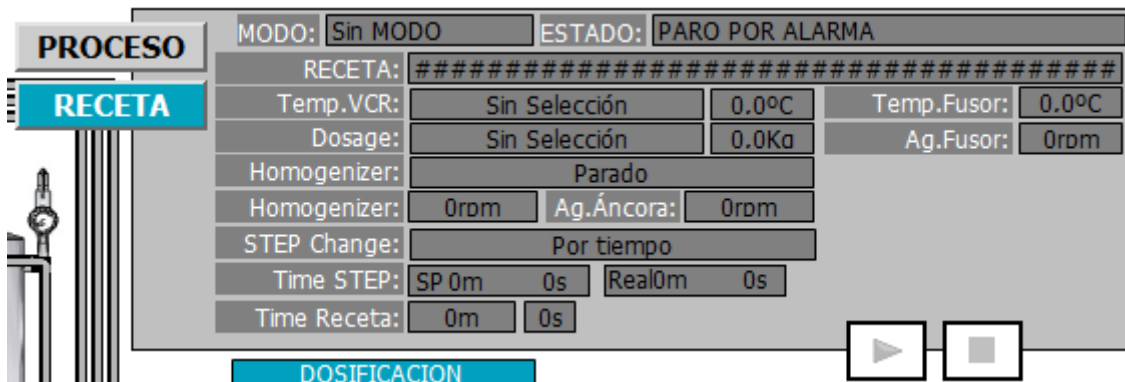 PROCESO
RECETA
MODO: Sin MODO ESTADO: PARO POR ALARMA
RECETA: #######################################
Temp.VCR: Sin Selección 0.0ºC Temp.Fusor: 0.0ºC
Dosage: Sin Selección 0.0Kg Ag.Fusor: 0rpm
Homogenizer: Parado
Homogenizer: 0rpm Ag.Áncora: 0rpm
STEP Change: Por tiempo
Time STEP: SP 0m 0s Real0m 0s
Time Receta: 0m 0s
DOSIFICACION